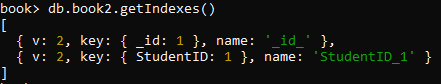 book> db.book2.getIndexes()
[
  { v: 2, key: { _id: 1 }, name: '_id_' },
  { v: 2, key: { StudentID: 1 }, name: 'StudentID_1' }
]